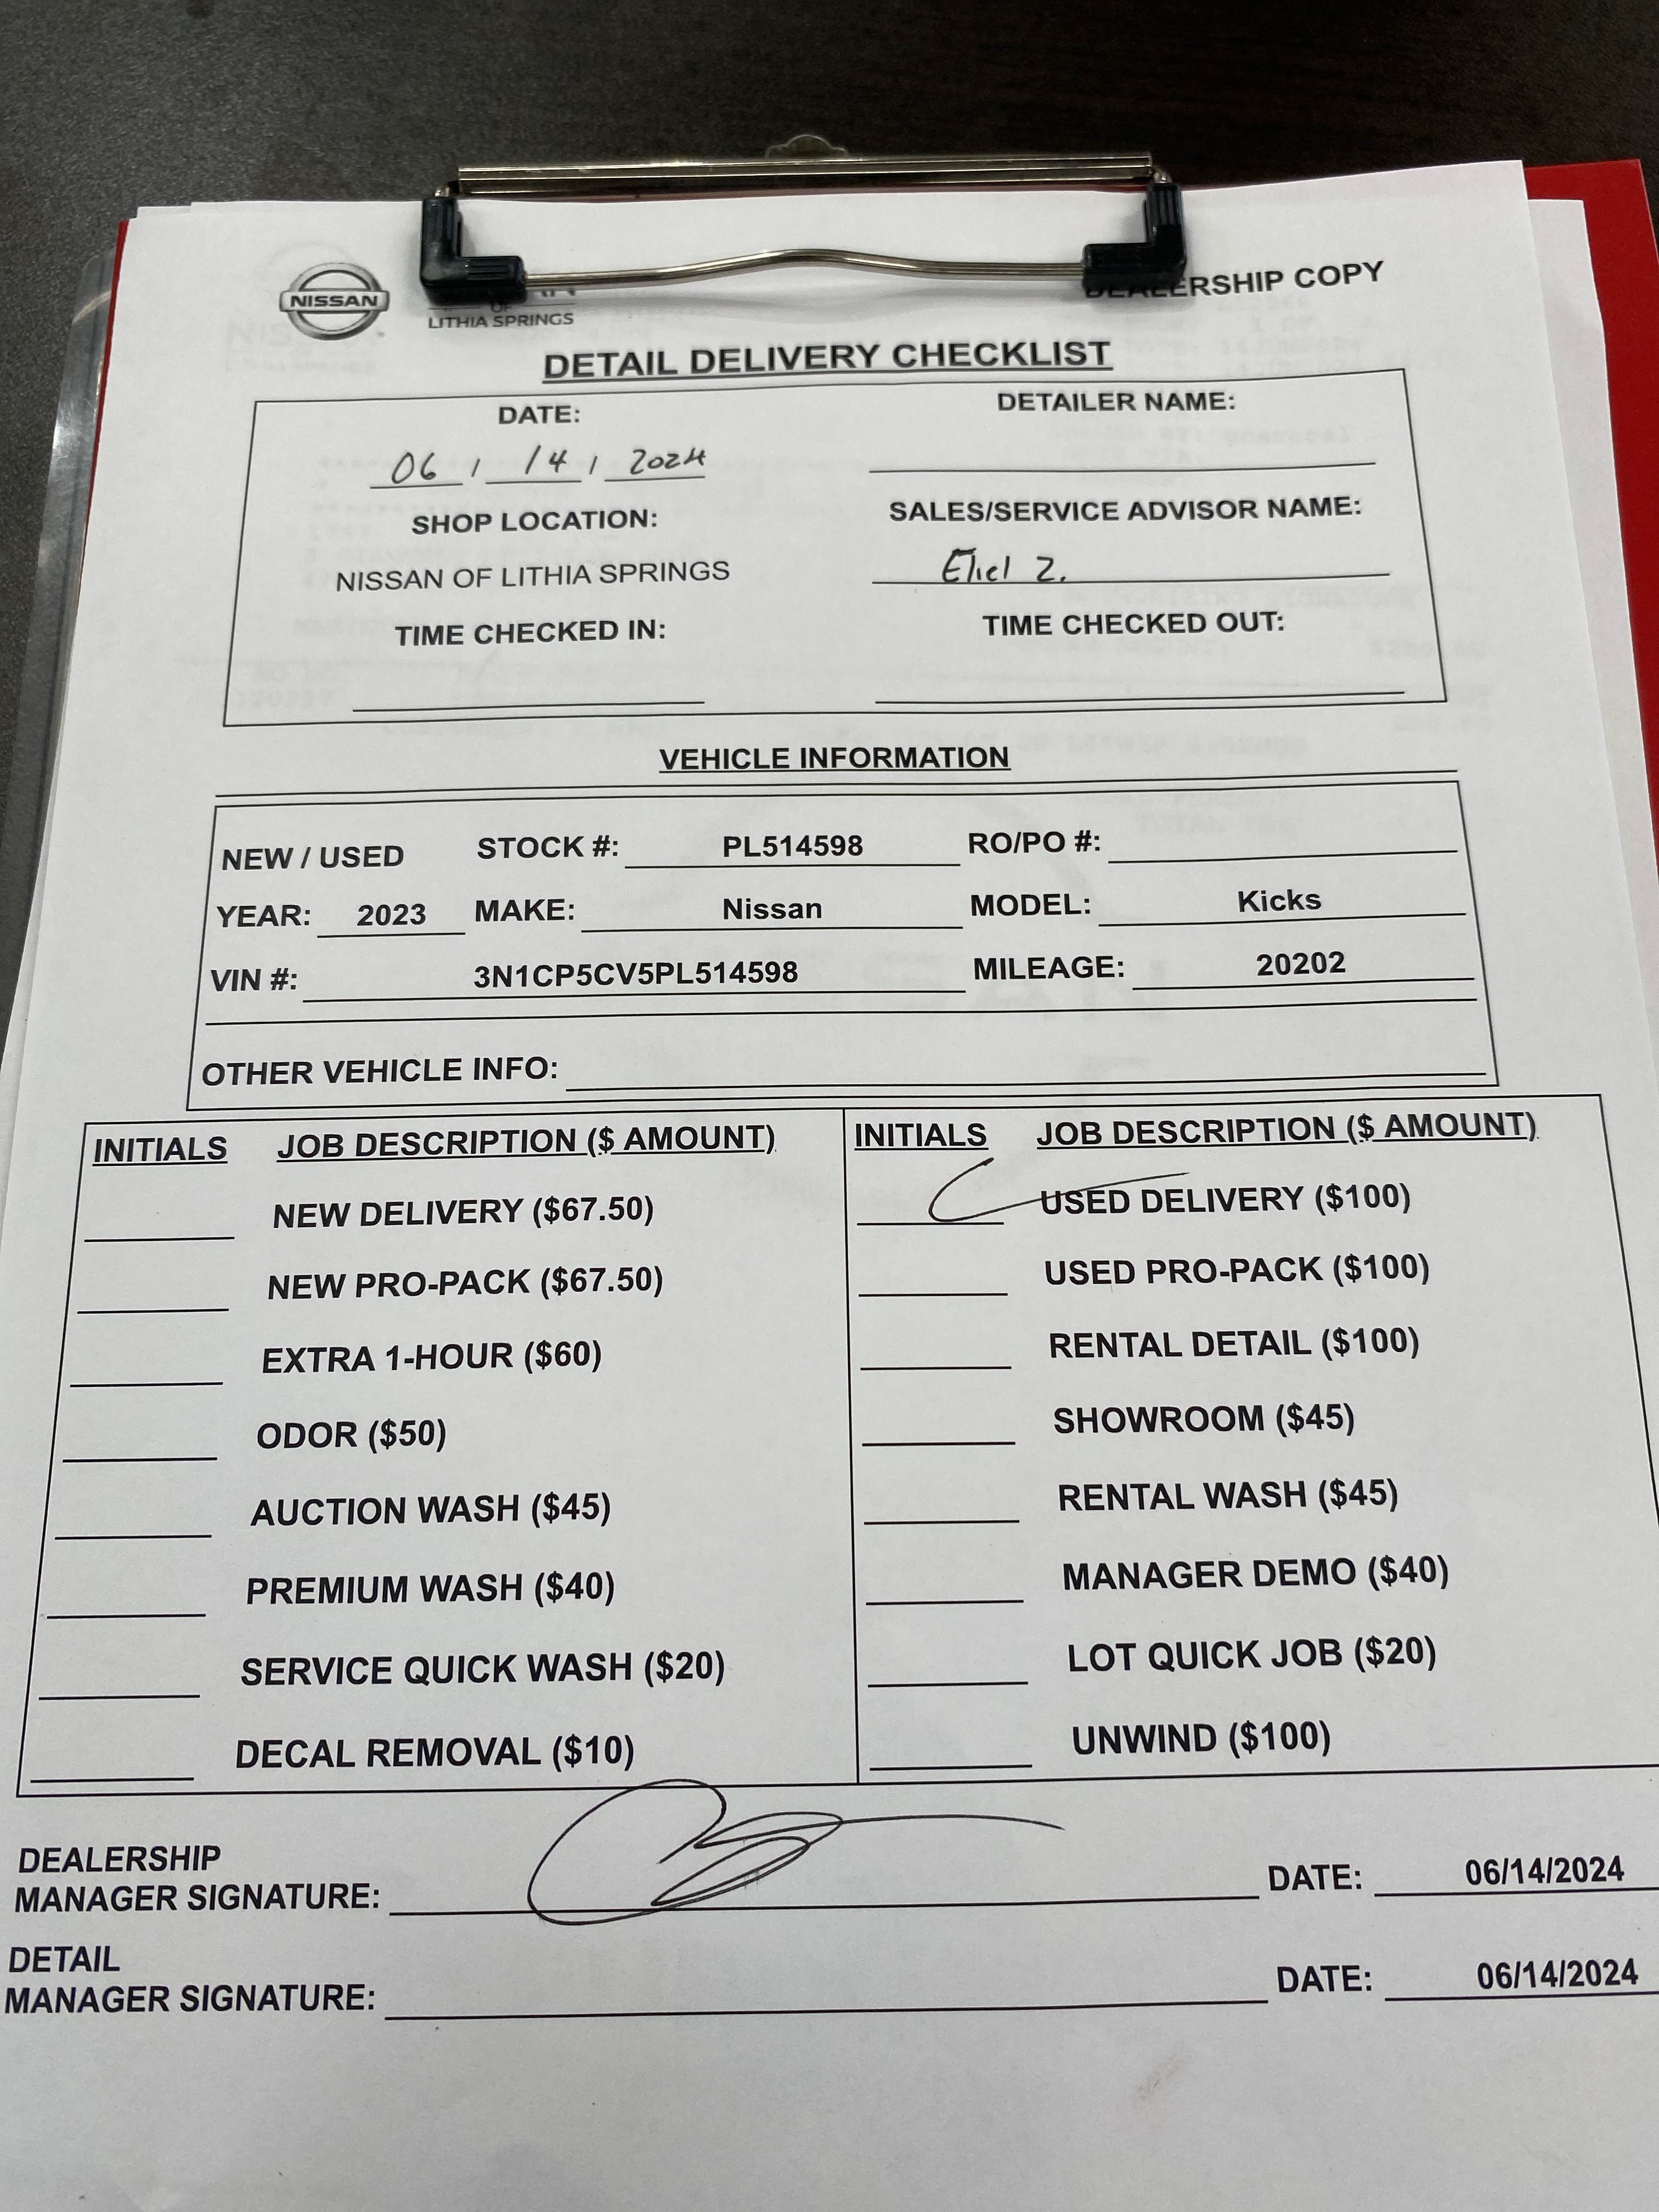 NISSAN
OF
LITHIA SPRINGS
DEALERSHIP COPY
DETAIL DELIVERY CHECKLIST
DATE: DETAILER NAME:
06 / 14 / 2024
SHOP LOCATION: SALES/SERVICE ADVISOR NAME:
NISSAN OF LITHIA SPRINGS Eliel Z.
TIME CHECKED IN: TIME CHECKED OUT:
VEHICLE INFORMATION
NEW / USED STOCK #: PL514598 RO/PO #:
YEAR: 2023 MAKE: Nissan MODEL: Kicks
VIN #: 3N1CP5CV5PL514598 MILEAGE: 20202
OTHER VEHICLE INFO:
INITIALS JOB DESCRIPTION ($ AMOUNT) INITIALS JOB DESCRIPTION ($ AMOUNT)
NEW DELIVERY ($67.50) USED DELIVERY ($100)
NEW PRO-PACK ($67.50) USED PRO-PACK ($100)
EXTRA 1-HOUR ($60) RENTAL DETAIL ($100)
ODOR ($50) SHOWROOM ($45)
AUCTION WASH ($45) RENTAL WASH ($45)
PREMIUM WASH ($40) MANAGER DEMO ($40)
SERVICE QUICK WASH ($20) LOT QUICK JOB ($20)
DECAL REMOVAL ($10) UNWIND ($100)
DEALERSHIP
MANAGER SIGNATURE: DATE: 06/14/2024
DETAIL
MANAGER SIGNATURE: DATE: 06/14/2024